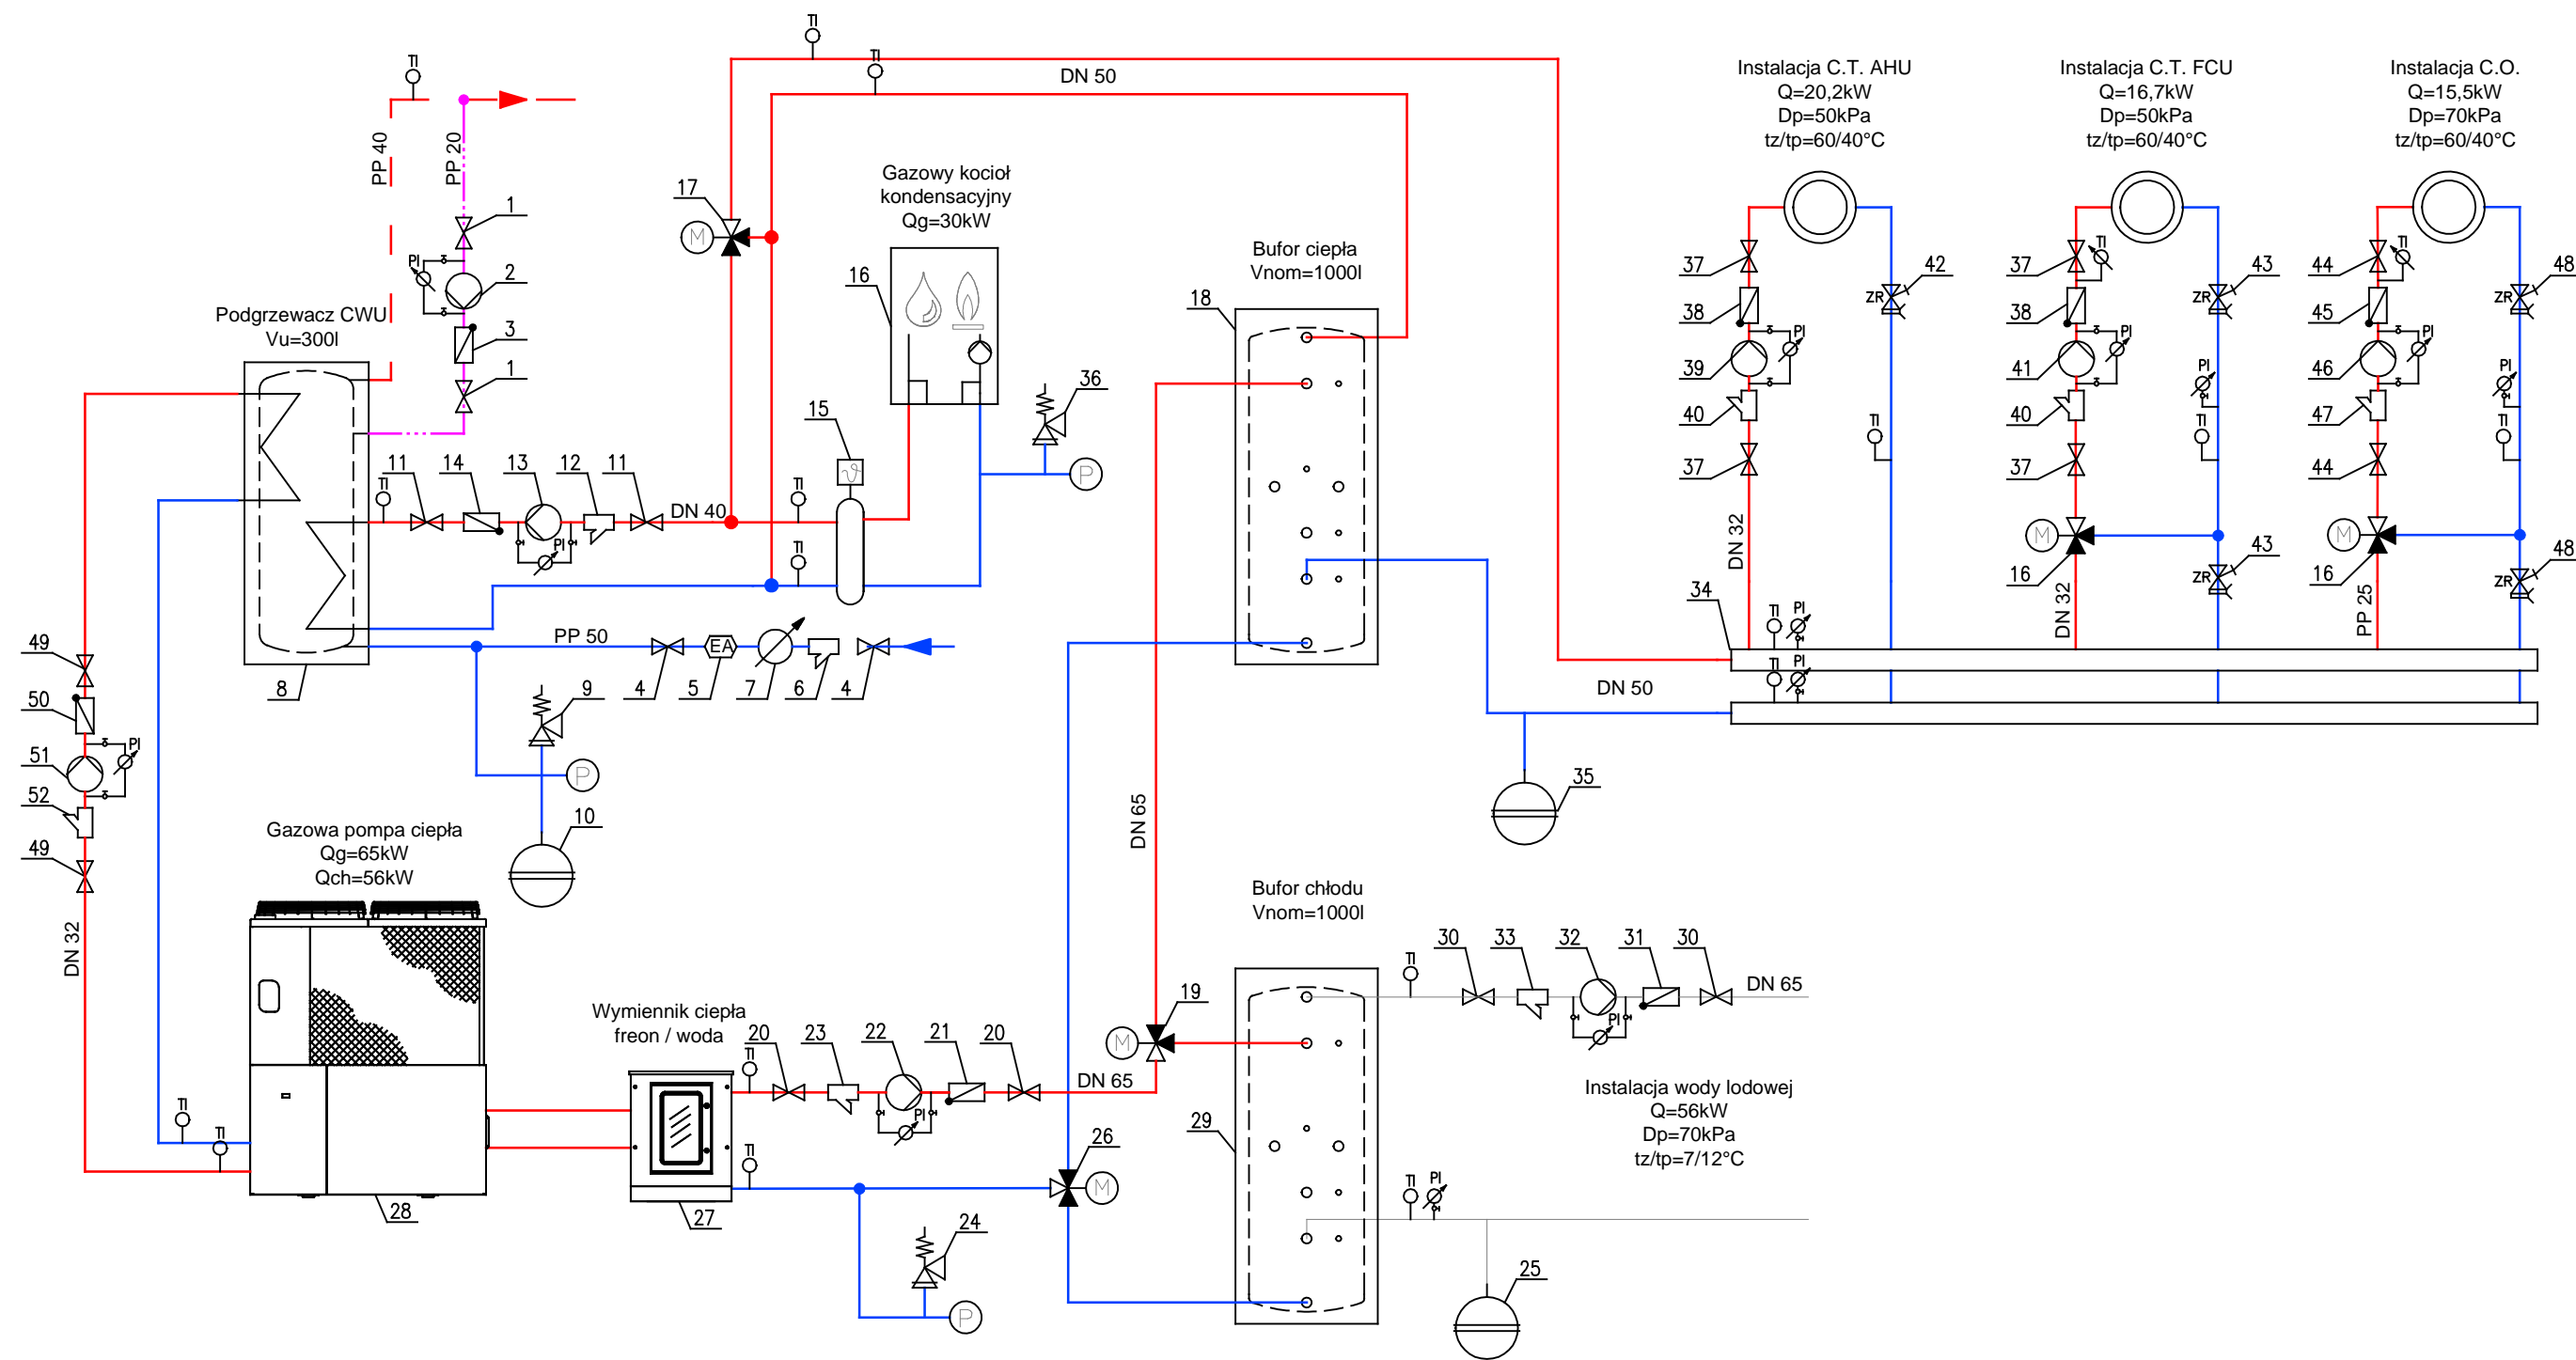 TI
TI
TI
DN 50
Instalacja C.T. AHU
Q=20,2kW
Dp=50kPa
tz/tp=60/40°C
Instalacja C.T. FCU
Q=16,7kW
Dp=50kPa
tz/tp=60/40°C
Instalacja C.O.
Q=15,5kW
Dp=70kPa
tz/tp=60/40°C
PP 40
PP 20
1
PI
2
3
1
17
M
Gazowy kocioł
kondensacyjny
Qg=30kW
16
Bufor ciepła
Vnom=1000l
18
Podgrzewacz CWU
Vu=300l
8
37
38
PI
39
40
37
DN 32
42
ZR
TI
37
TI
38
PI
41
40
37
M
16
DN 32
43
ZR
PI
TI
43
ZR
44
TI
45
PI
46
47
44
M
16
PP 25
48
ZR
PI
TI
48
ZR
11
TI
14
13
PI
12
11
DN 40
TI
TI
15
36
P
34
TI
PI
TI
PI
DN 50
35
PP 50
4
5
EA
7
6
4
9
P
10
49
50
51
PI
52
49
DN 32
Gazowa pompa ciepła
Qg=65kW
Qch=56kW
TI
TI
28
Wymiennik ciepła
freon / woda
27
TI
20
23
22
PI
21
20
DN 65
TI
24
P
DN 65
19
M
26
M
Bufor chłodu
Vnom=1000l
29
TI
30
33
32
PI
31
30
DN 65
Instalacja wody lodowej
Q=56kW
Dp=70kPa
tz/tp=7/12°C
TI
PI
25